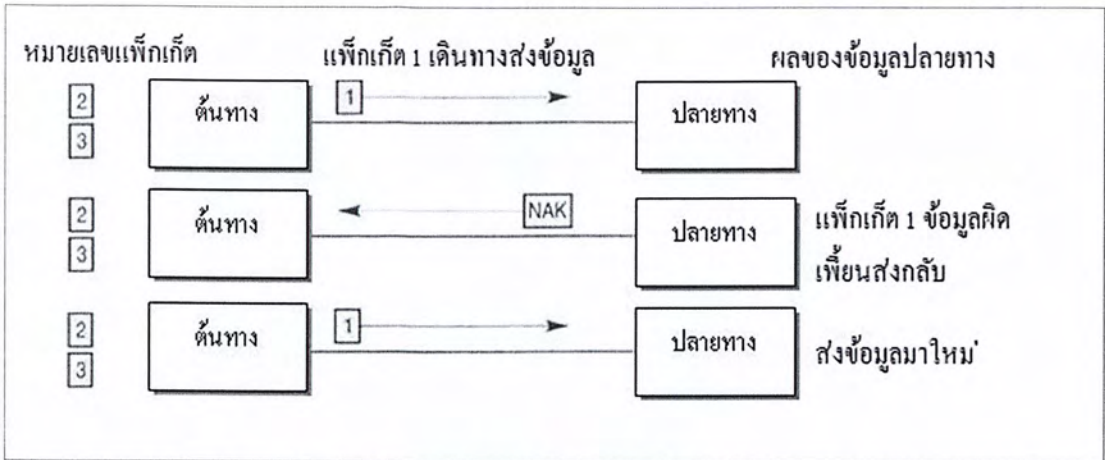 หมายเลขแพ็กเก็ต แพ็กเก็ต 1 เดินทางส่งข้อมูล ผลของข้อมูลปลายทาง
2 ต้นทาง 1 ปลายทาง
3
2 ต้นทาง NAK ปลายทาง แพ็กเก็ต 1 ข้อมูลผิด
3 เพี้ยนส่งกลับ
2 ต้นทาง 1 ปลายทาง ส่งข้อมูลมาใหม่
3